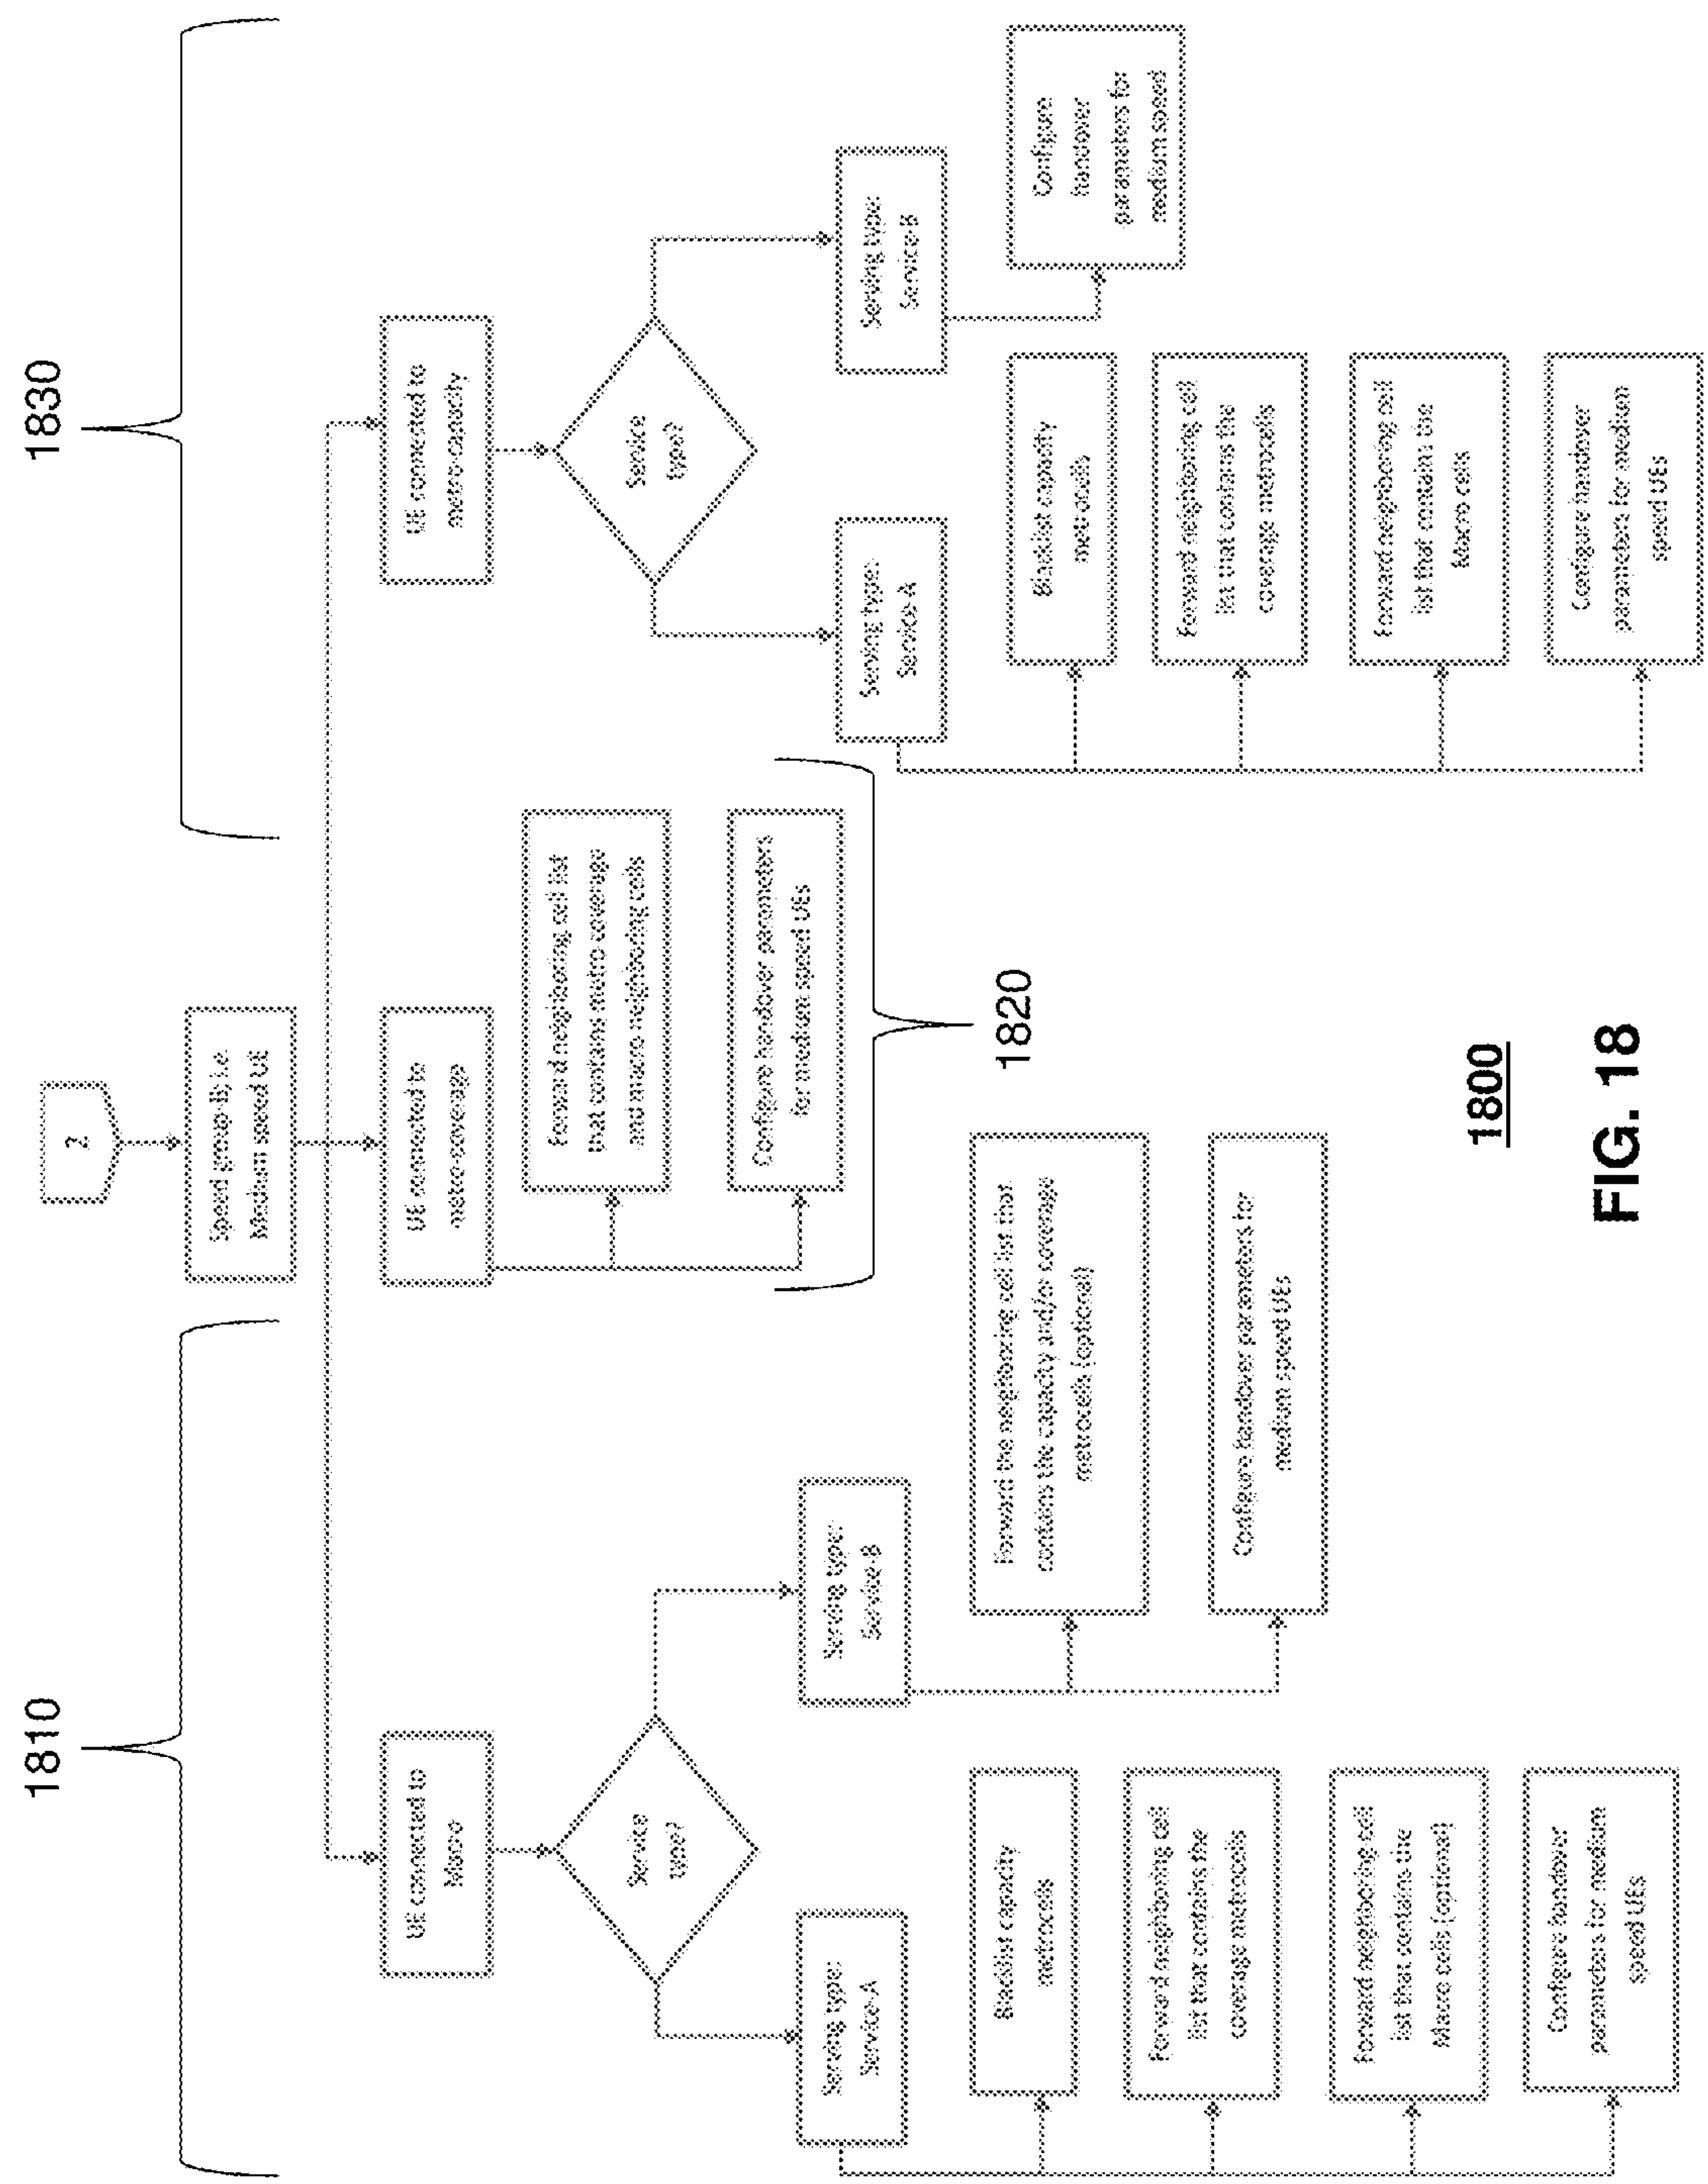 1810
1830
2
Speed group-B) i.e.
Medium speed UE
UE connected to
Macro
UE connected to
metro-coverage
UE connected to
metro-capacity
Service
type?
Serving type:
Service-A
Blacklist capacity
metrocells
Forward neighboring cell
list that contains the
coverage metrocells
Forward neighboring cell
list that contains the
Macro cells (optional)
Configure handover
parameters for medium
speed UEs
Serving type:
Service-B
Forward the neighboring cell list that
contains the capacity and/or coverage
metrocells (optional)
Configure handover parameters for
medium speed UEs
Forward neighboring cell list
that contains metro coverage
and macro neighboring cells
Configure handover parameters
for medium speed UEs
1820
Service
type?
Serving type:
Service-A
Blacklist capacity
metrocells
Forward neighboring cell
list that contains the
coverage metrocells
Forward neighboring cell
list that contains the
Macro cells
Configure handover
parameters for medium
speed UEs
Serving type:
Service-B
Configure
handover
parameters for
medium speed
1800
FIG. 18